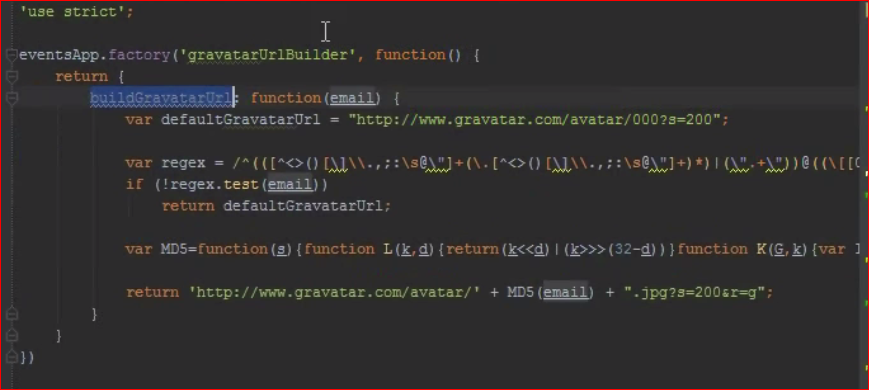 'use strict';
eventsApp.factory('gravatarUrlBuilder', function() {
return {
buildGravatarUrl: function(email) {
var defaultGravatarUrl = "http://www.gravatar.com/avatar/000?s=200";
var regex = /^(([^<>()[\]\\.,;:\s@\"]+(\.[^<>()[\]\\.,;:\s@\"]+)*)|(\".+\"))@((\[[0
if (!regex.test(email))
return defaultGravatarUrl;
var MD5=function(s){function L(k,d){return(k<<d)|(k>>>(32-d))}function K(G,k){var
return 'http://www.gravatar.com/avatar/' + MD5(email) + ".jpg?s=200&r=g";
}
}
})